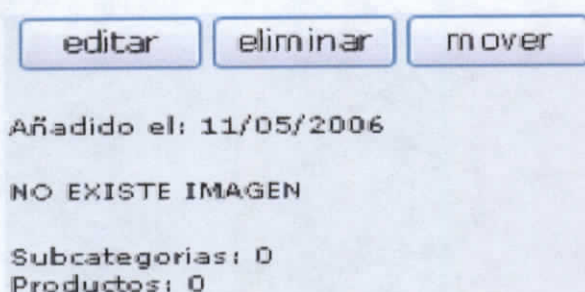 editar eliminar mover
Añadido el: 11/05/2006
NO EXISTE IMAGEN
Subcategorias: 0
Productos: 0